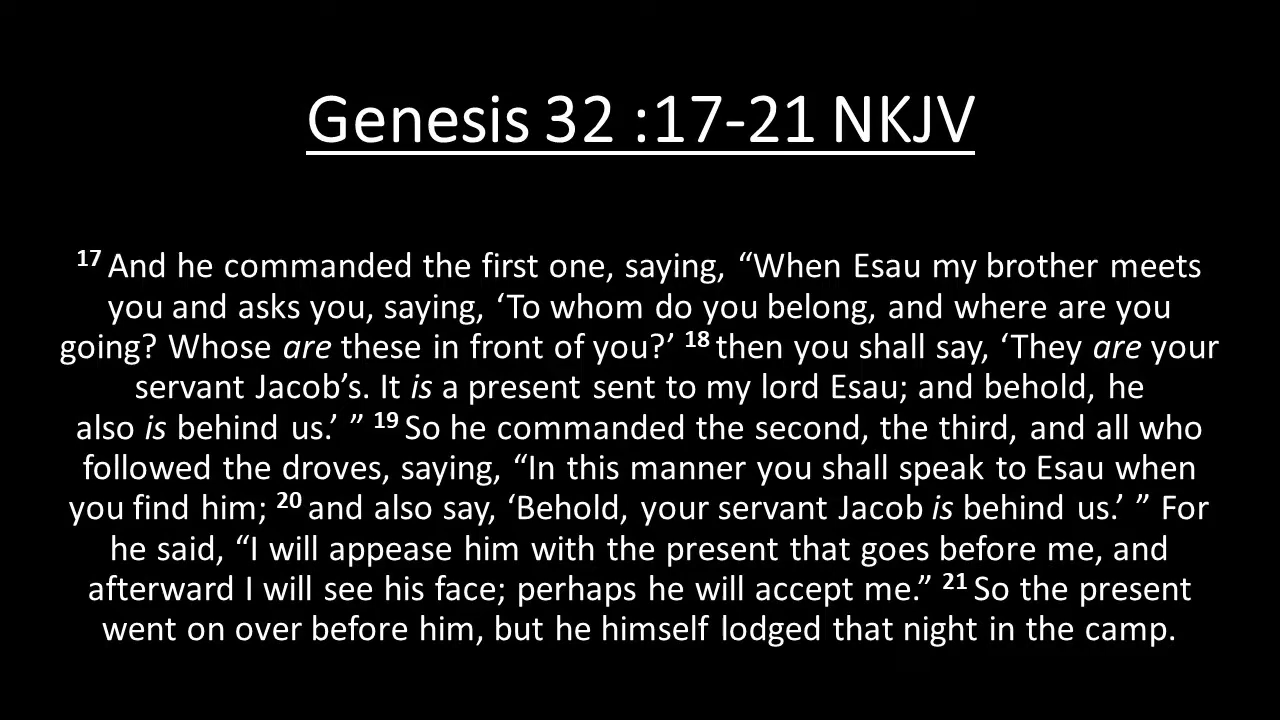 Genesis 32 :17-21 NKJV
17 And he commanded the first one, saying, “When Esau my brother meets
you and asks you, saying, ‘To whom do you belong, and where are you
going? Whose are these in front of you?’ 18 then you shall say, ‘They are your
servant Jacob’s. It is a present sent to my lord Esau; and behold, he
also is behind us.’ ” 19 So he commanded the second, the third, and all who
followed the droves, saying, “In this manner you shall speak to Esau when
you find him; 20 and also say, ‘Behold, your servant Jacob is behind us.’ ” For
he said, “I will appease him with the present that goes before me, and
afterward I will see his face; perhaps he will accept me.” 21 So the present
went on over before him, but he himself lodged that night in the camp.